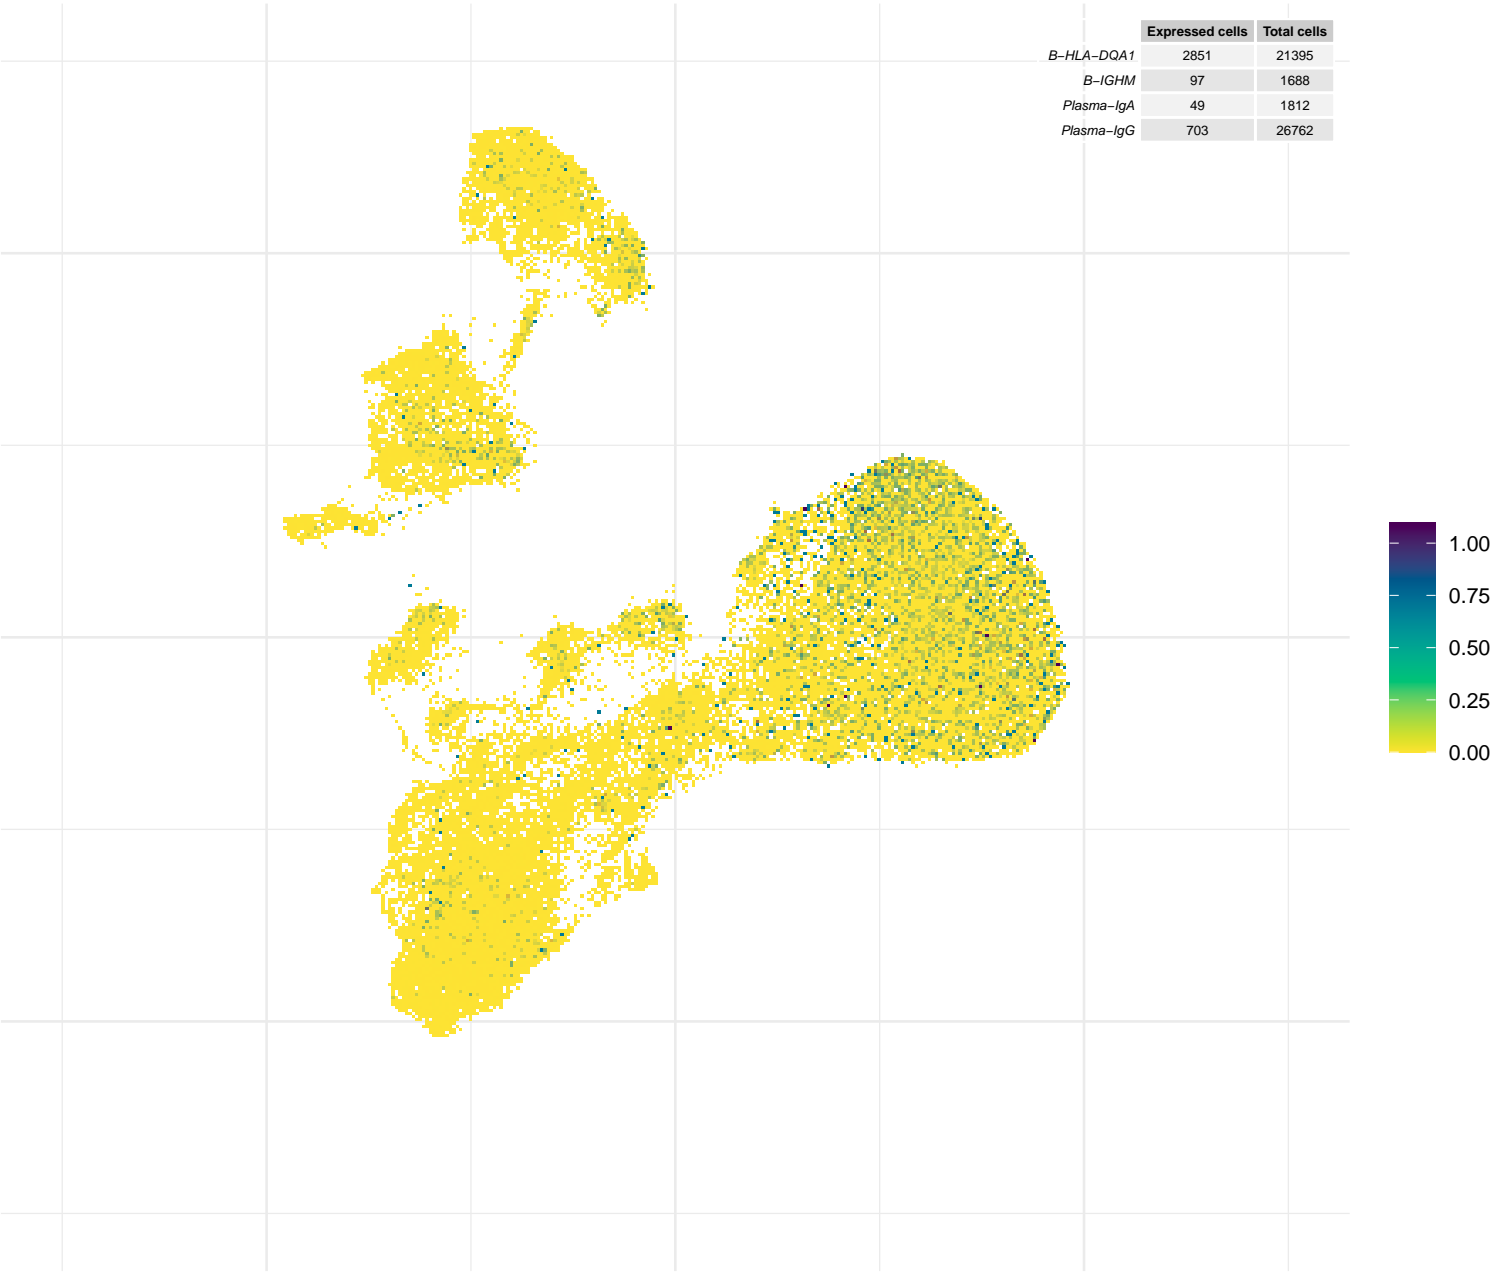 Expressed cells Total cells
B−HLA−DQA1 2851 21395
B−IGHM 97 1688
Plasma−IgA 49 1812
Plasma−IgG 703 26762
1.00
0.75
0.50
0.25
0.00